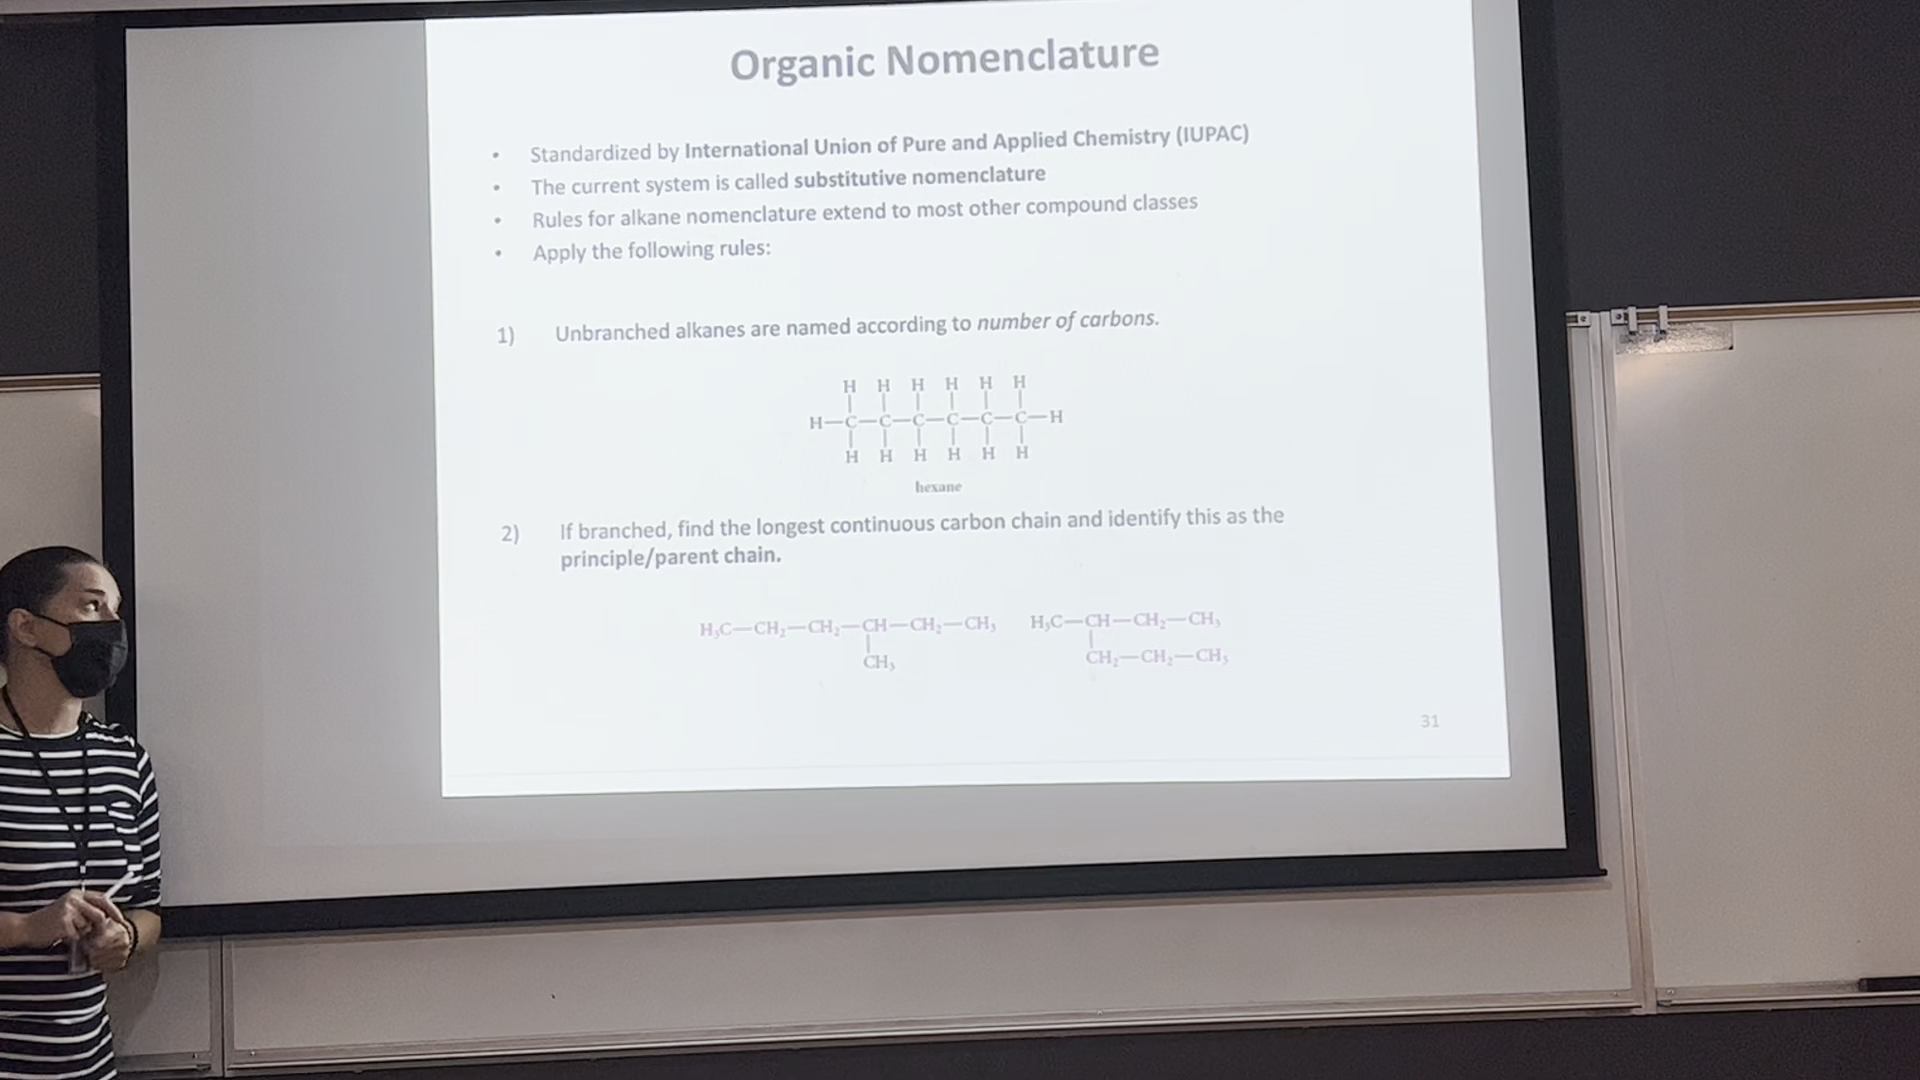 Organic Nomenclature
• Standardized by International Union of Pure and Applied Chemistry (IUPAC)
• The current system is called substitutive nomenclature
• Rules for alkane nomenclature extend to most other compound classes
• Apply the following rules:
1) Unbranched alkanes are named according to number of carbons.
H H H H H H
H—C—C—C—C—C—C—H
H H H H H H
hexane
2) If branched, find the longest continuous carbon chain and identify this as the
principle/parent chain.
H₃C—CH₂—CH₂—CH—CH₂—CH₃ H₃C—CH—CH₂—CH₃
CH₃ CH₂—CH₂—CH₃
31